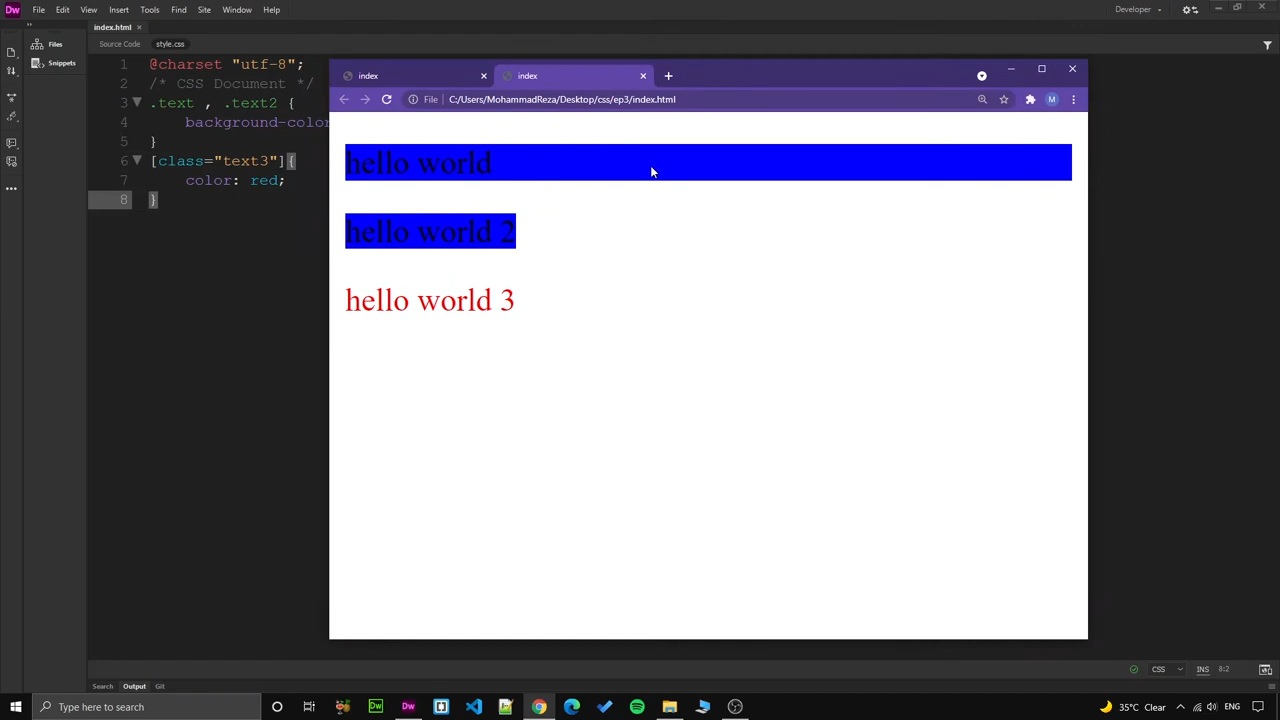 Dw File Edit View Insert Tools Find Site Window Help Developer
index.html
Source Code style.css
Files
Snippets
1 @charset "utf-8";
2 /* CSS Document */
3 .text , .text2 {
4 background-color
5 }
6 [class="text3"]{
7 color: red;
8 }
index index
File C:/Users/MohammadReza/Desktop/css/ep3/index.html M
hello world
hello world 2
hello world 3
CSS INS 8:2
Search Output Git
Type here to search Dw Dw 35°C Clear ENG